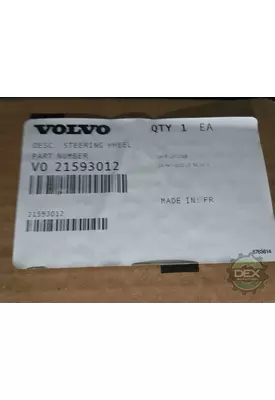 VOLVO
QTY 1 EA
DESC. STEERING WHEEL
PART NUMBER
VO 21593012
MADE IN: FR
21593012
DEX